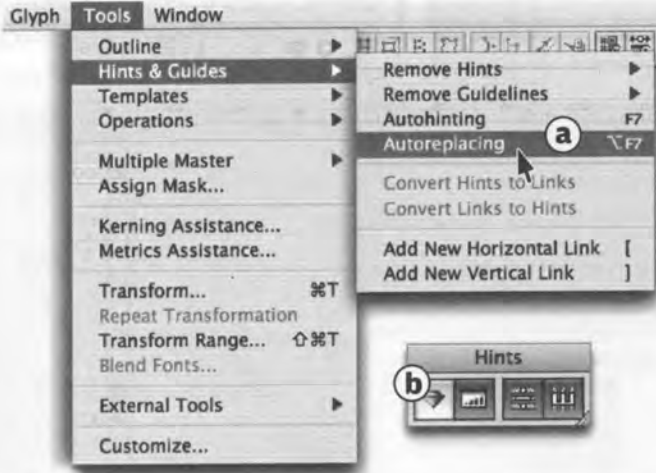 Glyph Tools Window
Outline
Hints & Guides
Templates
Operations
Multiple Master
Assign Mask...
Kerning Assistance...
Metrics Assistance...
Transform... ⌘T
Repeat Transformation
Transform Range... ⇧⌘T
Blend Fonts...
External Tools
Customize...
Remove Hints
Remove Guidelines
Autohinting F7
Autoreplacing a ⌥F7
Convert Hints to Links
Convert Links to Hints
Add New Horizontal Link [
Add New Vertical Link ]
Hints
b